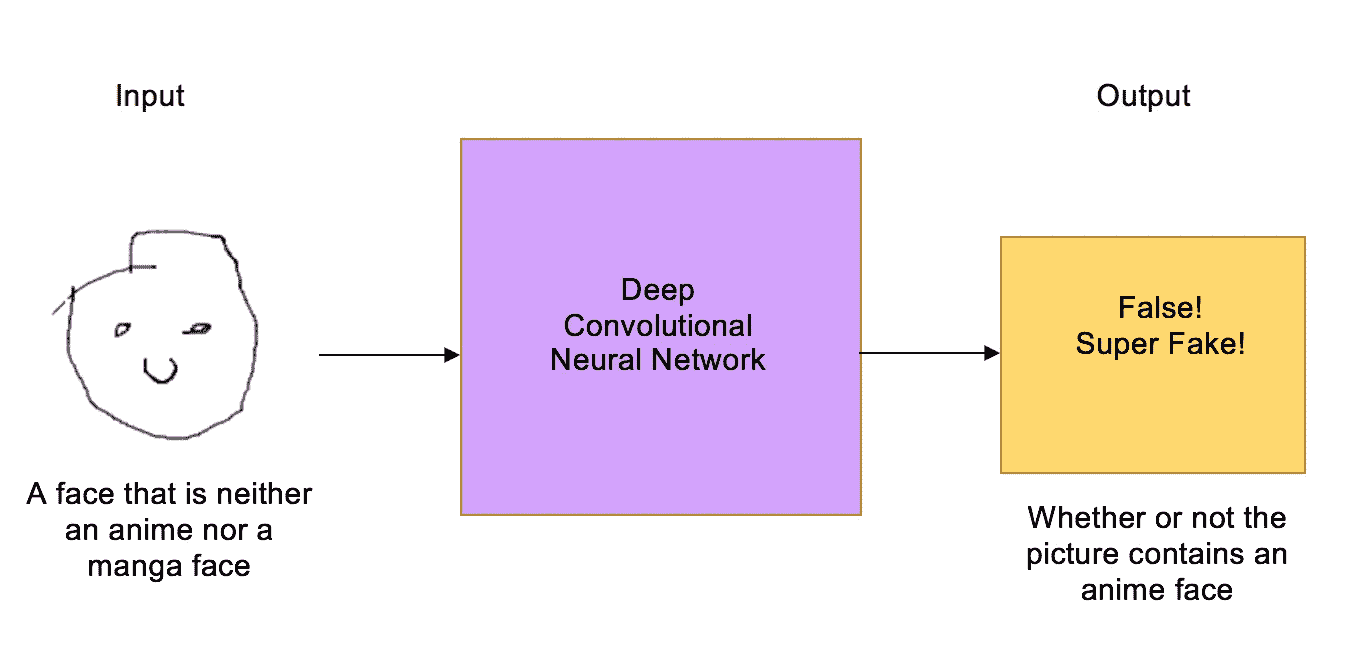 Input
Output
Deep
Convolutional
Neural Network
False!
Super Fake!
A face that is neither
an anime nor a
manga face
Whether or not the
picture contains an
anime face